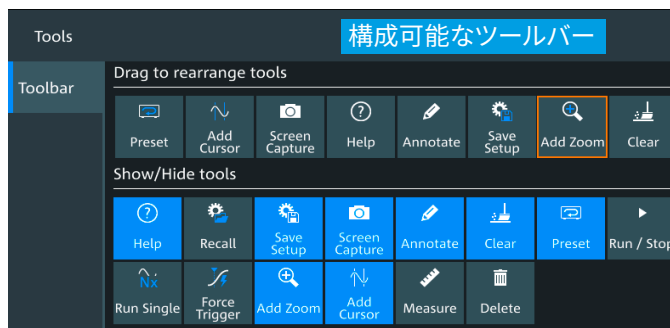 Tools
構成可能なツールバー
Toolbar
Drag to rearrange tools
Preset
Add Cursor
Screen Capture
Help
Annotate
Save Setup
Add Zoom
Clear
Show/Hide tools
Help
Recall
Save Setup
Screen Capture
Annotate
Clear
Preset
Run / Stop
Nx
Run Single
Force Trigger
Add Zoom
Add Cursor
Measure
Delete